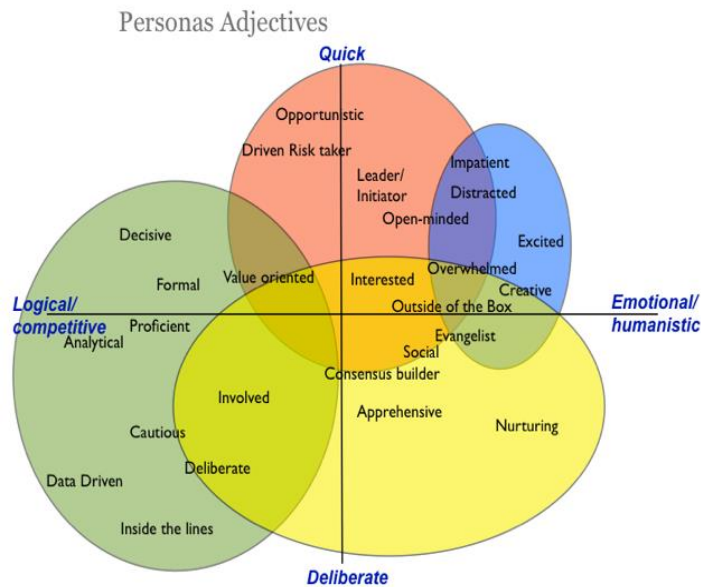 Personas Adjectives
Quick
Opportunistic
Driven Risk taker
Impatient
Leader/
Initiator
Distracted
Open-minded
Decisive
Excited
Overwhelmed
Value oriented
Interested
Formal
Creative
Logical/
competitive
Outside of the Box
Emotional/
humanistic
Proficient
Analytical
Evangelist
Social
Consensus builder
Involved
Apprehensive
Nurturing
Cautious
Deliberate
Data Driven
Inside the lines
Deliberate